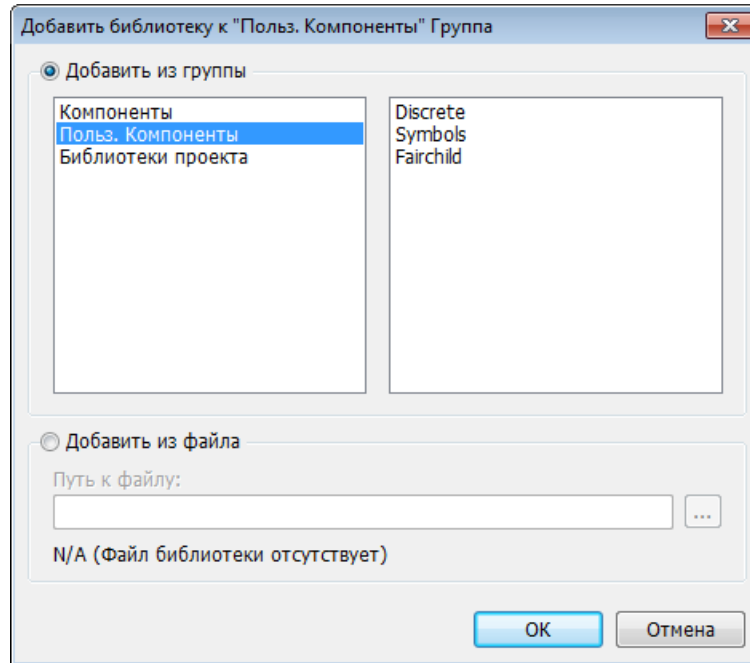 Добавить библиотеку к "Польз. Компоненты" Группа
Добавить из группы
Компоненты
Польз. Компоненты
Библиотеки проекта
Discrete
Symbols
Fairchild
Добавить из файла
Путь к файлу:
...
N/A (Файл библиотеки отсутствует)
OK
Отмена